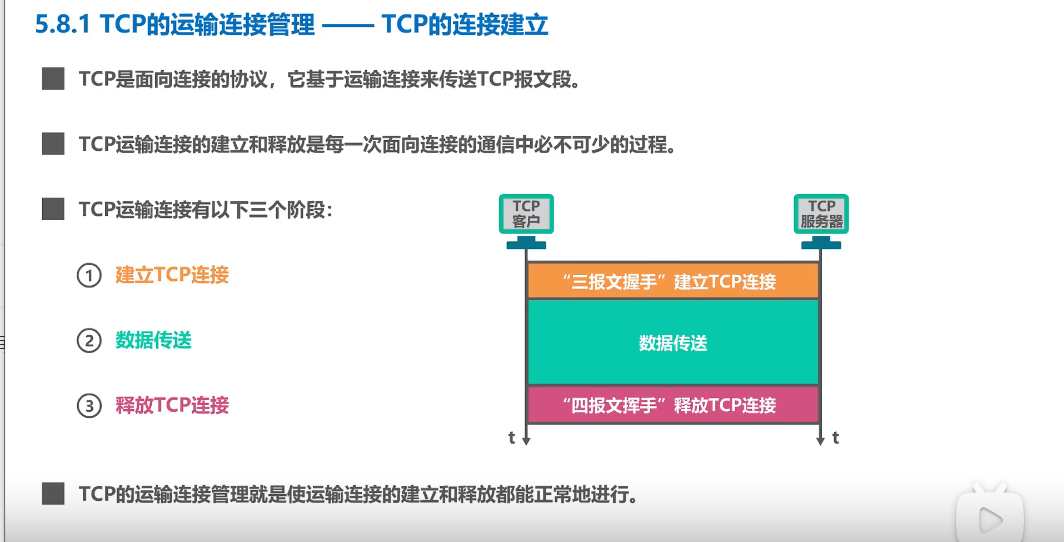 5.8.1 TCP的运输连接管理 —— TCP的连接建立
TCP是面向连接的协议，它基于运输连接来传送TCP报文段。
TCP运输连接的建立和释放是每一次面向连接的通信中必不可少的过程。
TCP运输连接有以下三个阶段：
① 建立TCP连接
② 数据传送
③ 释放TCP连接
TCP
客户
TCP
服务器
“三报文握手”建立TCP连接
数据传送
“四报文挥手”释放TCP连接
t
t
TCP的运输连接管理就是使运输连接的建立和释放都能正常地进行。